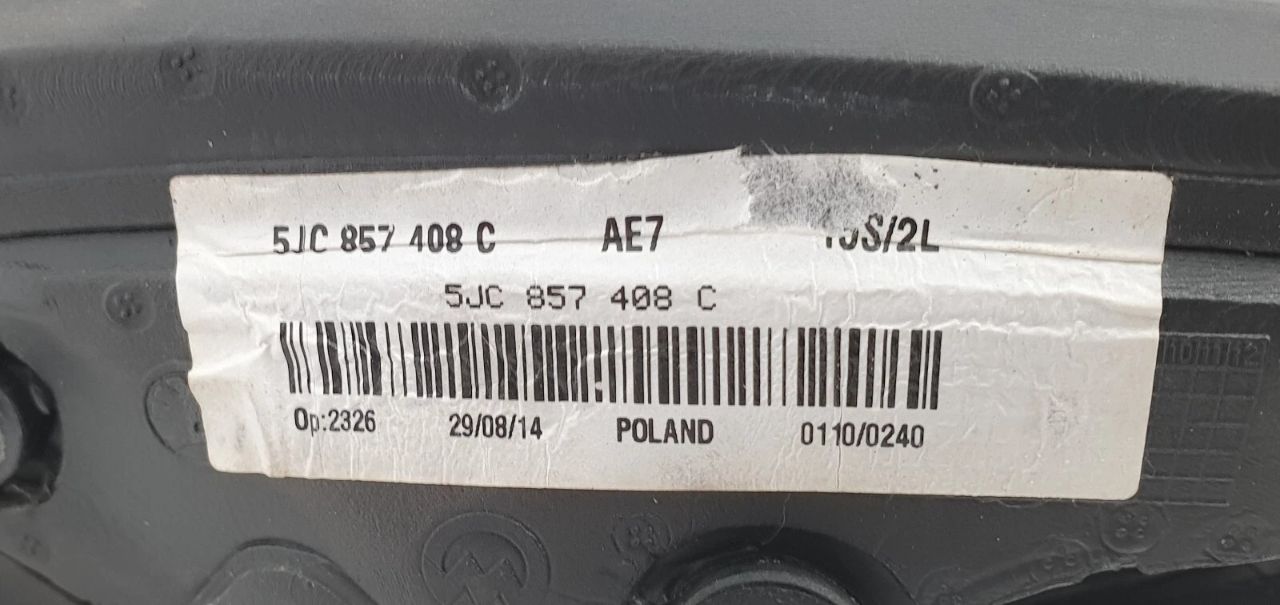 5JC 857 408 C AE7
5JC 857 408 C
Op:2326 29/08/14 POLAND 0110/0240